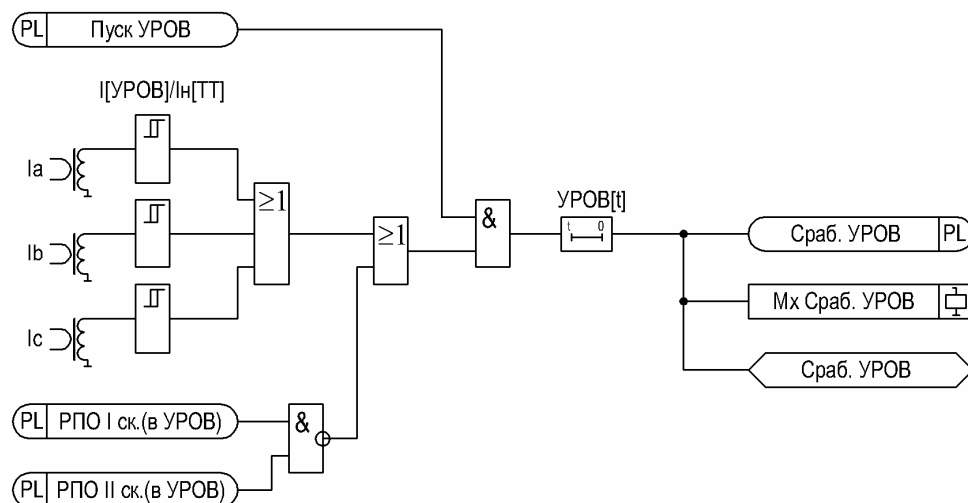 PL Пуск УРОВ
I[УРОВ]/Iн[ТТ]
Ia
≥1
УРОВ[t]
≥1
&
t 0
Сраб. УРОВ PL
Ib
Мх Сраб. УРОВ
Ic
Сраб. УРОВ
PL РПО I ск.(в УРОВ)
&
PL РПО II ск.(в УРОВ)